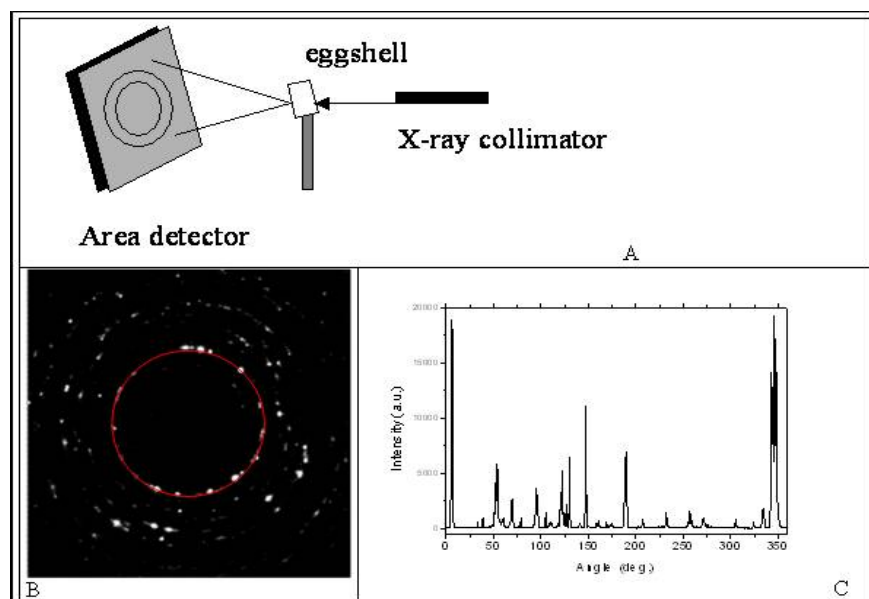 eggshell
X-ray collimator
Area detector
A
B
20000
15000
10000
5000
0
Intensity (a.u.)
0 50 100 150 200 250 300 350
Angle (deg.)
C